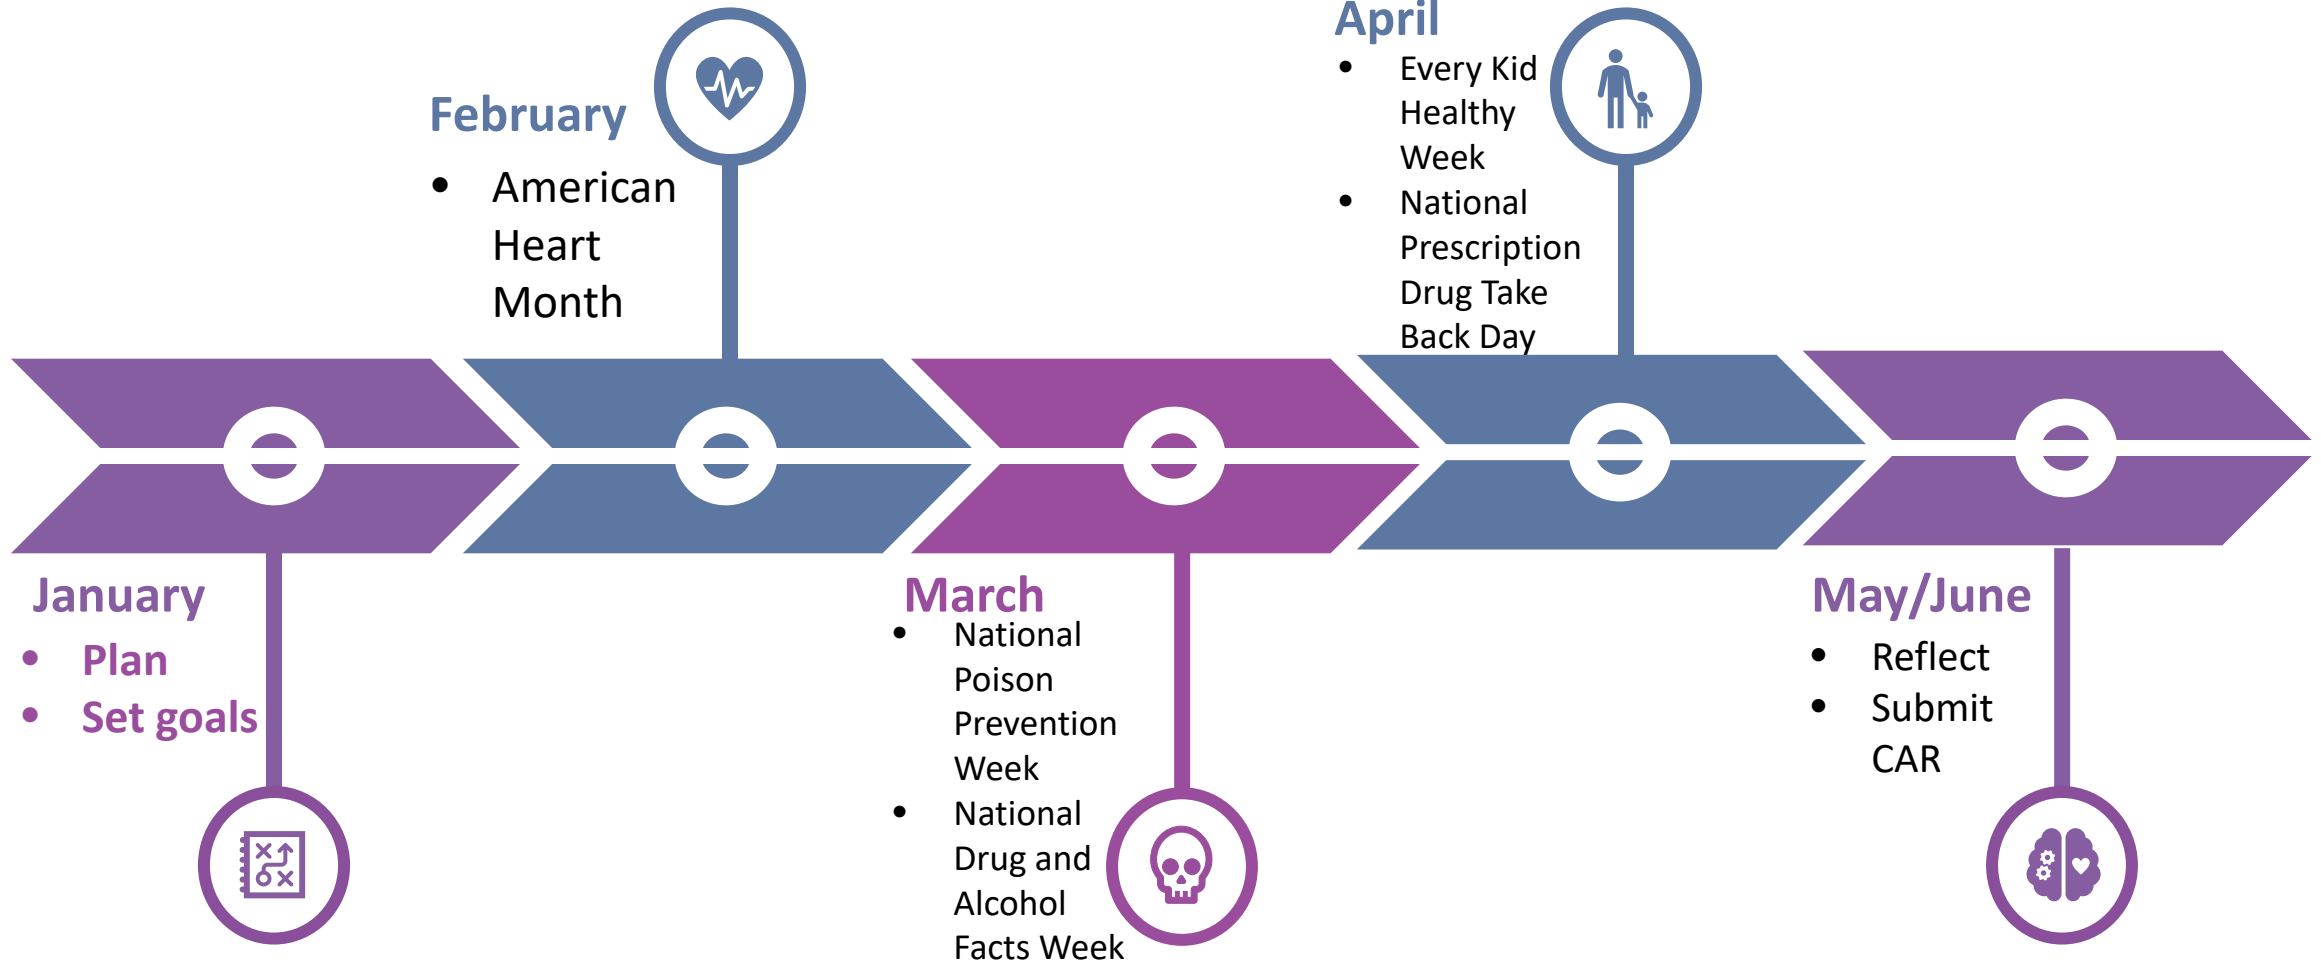 January
• Plan
• Set goals
February
• American
Heart
Month
March
• National
Poison
Prevention
Week
• National
Drug and
Alcohol
Facts Week
April
• Every Kid
Healthy
Week
• National
Prescription
Drug Take
Back Day
May/June
• Reflect
• Submit
CAR